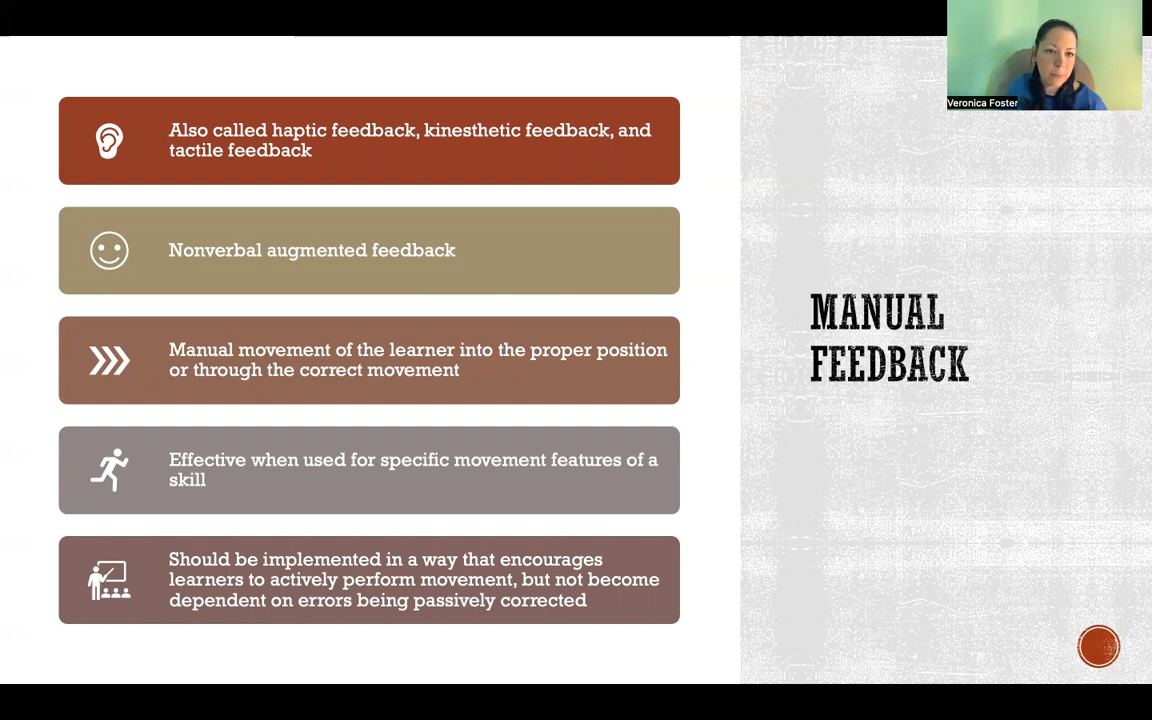 Veronica Foster
Also called haptic feedback, kinesthetic feedback, and
tactile feedback
Nonverbal augmented feedback
Manual movement of the learner into the proper position
or through the correct movement
Effective when used for specific movement features of a
skill
Should be implemented in a way that encourages
learners to actively perform movement, but not become
dependent on errors being passively corrected
MANUAL
FEEDBACK